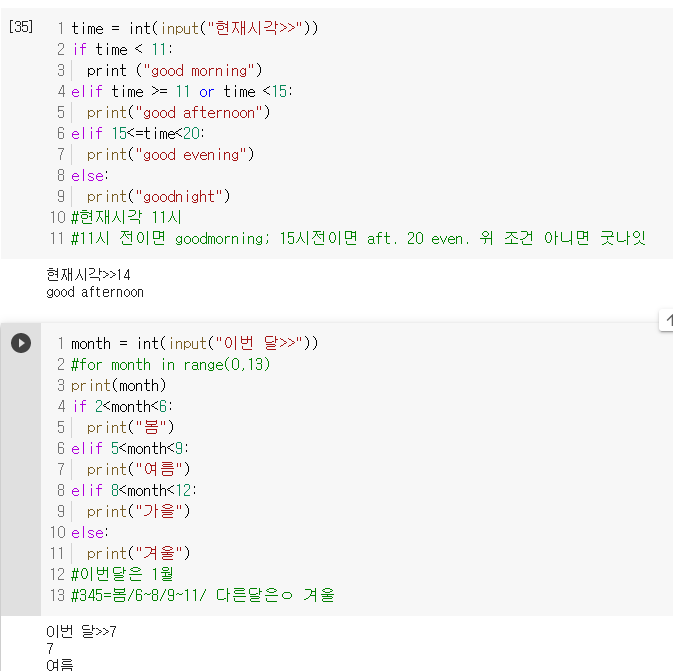 [35] 1 time = int(input("현재시각>>"))
2 if time < 11:
3 print ("good morning")
4 elif time >= 11 or time <15:
5 print("good afternoon")
6 elif 15<=time<20:
7 print("good evening")
8 else:
9 print("goodnight")
10 #현재시각 11시
11 #11시 전이면 goodmorning; 15시전이면 aft. 20 even. 위 조건 아니면 굿나잇
현재시각>>14
good afternoon
1 month = int(input("이번 달>>"))
2 #for month in range(0,13)
3 print(month)
4 if 2<month<6:
5 print("봄")
6 elif 5<month<9:
7 print("여름")
8 elif 8<month<12:
9 print("가을")
10 else:
11 print("겨울")
12 #이번달은 1월
13 #345=봄/6~8/9~11/ 다른달은ㅇ 겨울
이번 달>>7
7
여름